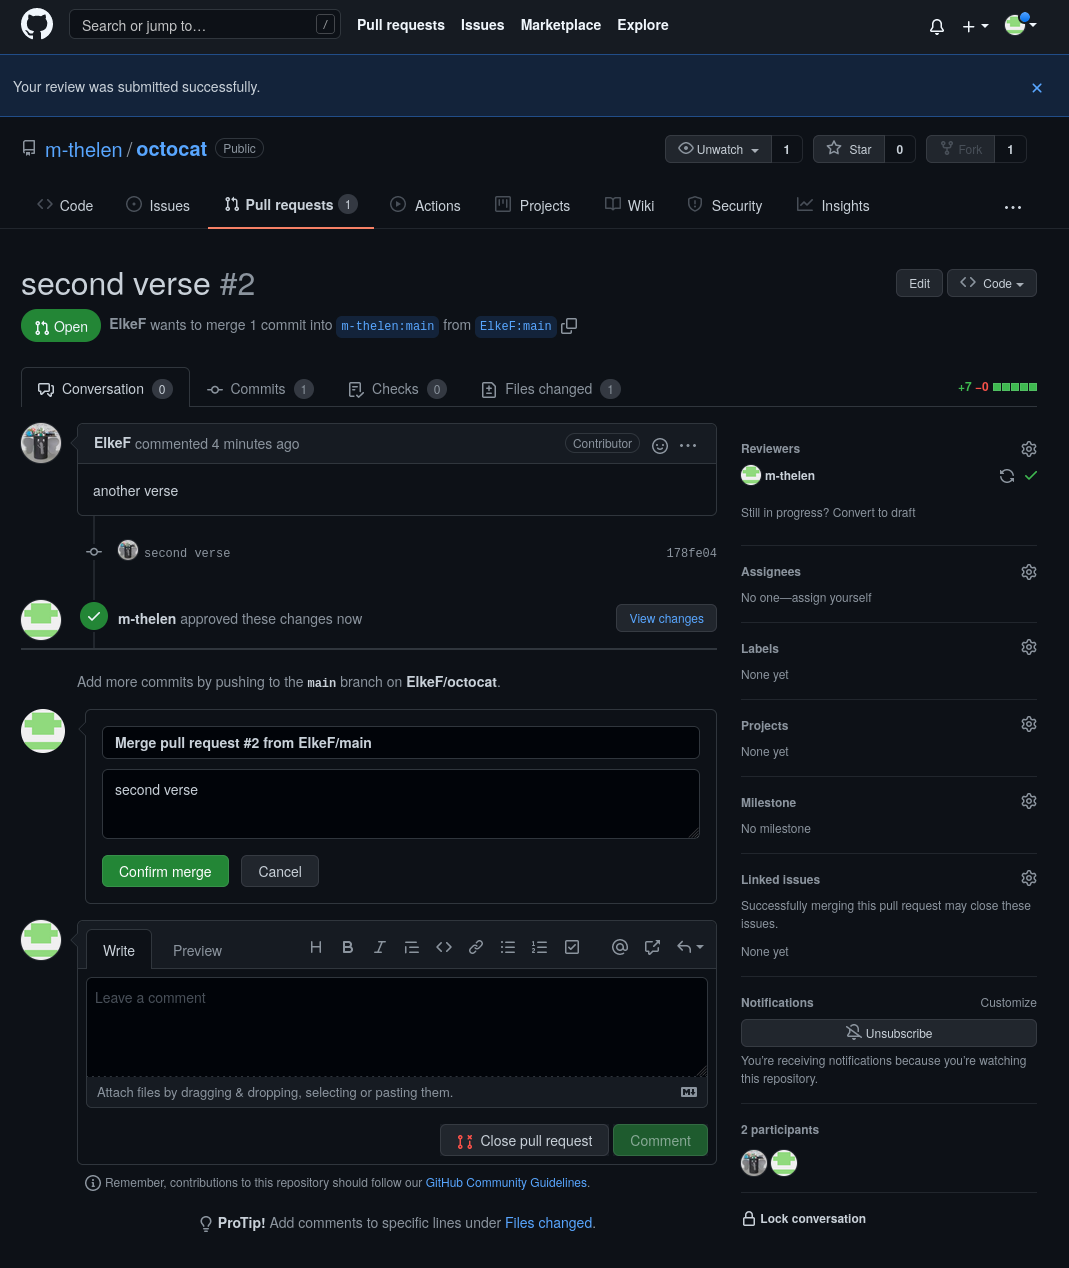 Search or jump to… /
Pull requests Issues Marketplace Explore
Your review was submitted successfully.
m-thelen / octocat Public
Unwatch 1 Star 0 Fork 1
Code Issues Pull requests 1 Actions Projects Wiki Security Insights
second verse #2
Edit Code
Open ElkeF wants to merge 1 commit into m-thelen:main from ElkeF:main
Conversation 0 Commits 1 Checks 0 Files changed 1
+7 −0
ElkeF commented 4 minutes ago Contributor
another verse
second verse 178fe04
m-thelen approved these changes now View changes
Add more commits by pushing to the main branch on ElkeF/octocat.
Merge pull request #2 from ElkeF/main
second verse
Confirm merge Cancel
Write Preview
Leave a comment
Attach files by dragging & dropping, selecting or pasting them.
Close pull request Comment
Remember, contributions to this repository should follow our GitHub Community Guidelines.
ProTip! Add comments to specific lines under Files changed.
Reviewers
m-thelen
Still in progress? Convert to draft
Assignees
No one—assign yourself
Labels
None yet
Projects
None yet
Milestone
No milestone
Linked issues
Successfully merging this pull request may close these
issues.
None yet
Notifications Customize
Unsubscribe
You're receiving notifications because you're watching
this repository.
2 participants
Lock conversation